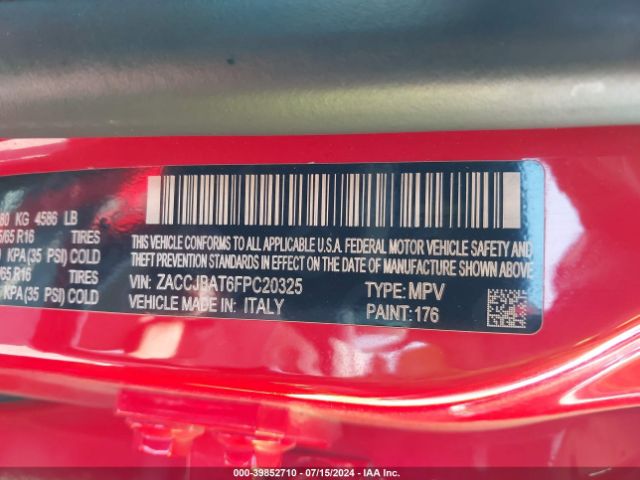 80 KG 4586 LB
5/65 R16 TIRES
KPA(35 PSI) COLD
65 R16 TIRES
KPA(35 PSI) COLD
THIS VEHICLE CONFORMS TO ALL APPLICABLE U.S.A. FEDERAL MOTOR VEHICLE SAFETY AND
THEFT PREVENTION STANDARDS IN EFFECT ON THE DATE OF MANUFACTURE SHOWN ABOVE.
VIN: ZACCJBAT6FPC20325 TYPE: MPV
VEHICLE MADE IN: ITALY PAINT: 176
000-39852710 - 07/15/2024 - IAA Inc.